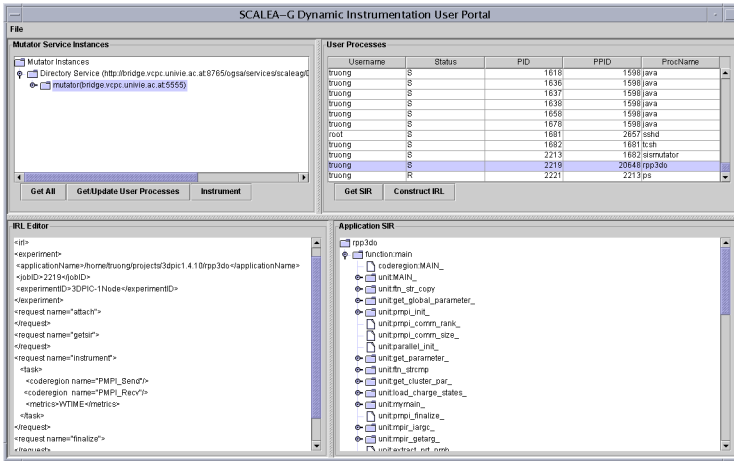 SCALEA-G Dynamic Instrumentation User Portal
File
Mutator Service Instances
Mutator Instances
Directory Service (http://bridge.vcpc.univie.ac.at:8765/ogsa/services/scaleag/
mutator(bridge.vcpc.univie.ac.at:5555)
Get All Get/Update User Processes Instrument
User Processes
Username Status PID PPID ProcName
truong S 1618 1598 java
truong S 1636 1598 java
truong S 1637 1598 java
truong S 1638 1598 java
truong S 1658 1598 java
truong S 1678 1598 java
root S 1681 2657 sshd
truong S 1682 1681 tcsh
truong S 2213 1682 sismutator
truong S 2219 20648 rpp3do
truong R 2221 2213 ps
Get SIR Construct IRL
IRL Editor
<irl>
<experiment>
<applicationName>/home/truong/projects/3dpic1.4.10/rpp3do</applicationName>
<jobID>2219</jobID>
<experimentID>3DPIC-1Node</experimentID>
</experiment>
<request name="attach">
</request>
<request name="getsir">
</request>
<request name="instrument">
<task>
<coderegion name="PMPI_Send"/>
<coderegion name="PMPI_Recv"/>
<metrics>WTIME</metrics>
</task>
</request>
<request name="finalize">
</request>
Application SIR
rpp3do
function:main
coderegion:MAIN_
unit:MAIN_
unit:ftn_str_copy
unit:get_global_parameter_
unit:pmpi_init_
unit:pmpi_comm_rank_
unit:pmpi_comm_size_
unit:parallel_init_
unit:get_parameter_
unit:ftn_strcmp
unit:get_cluster_par_
unit:load_charge_states_
unit:mymain_
unit:pmpi_finalize_
unit:mpir_iargc_
unit:mpir_getarg_